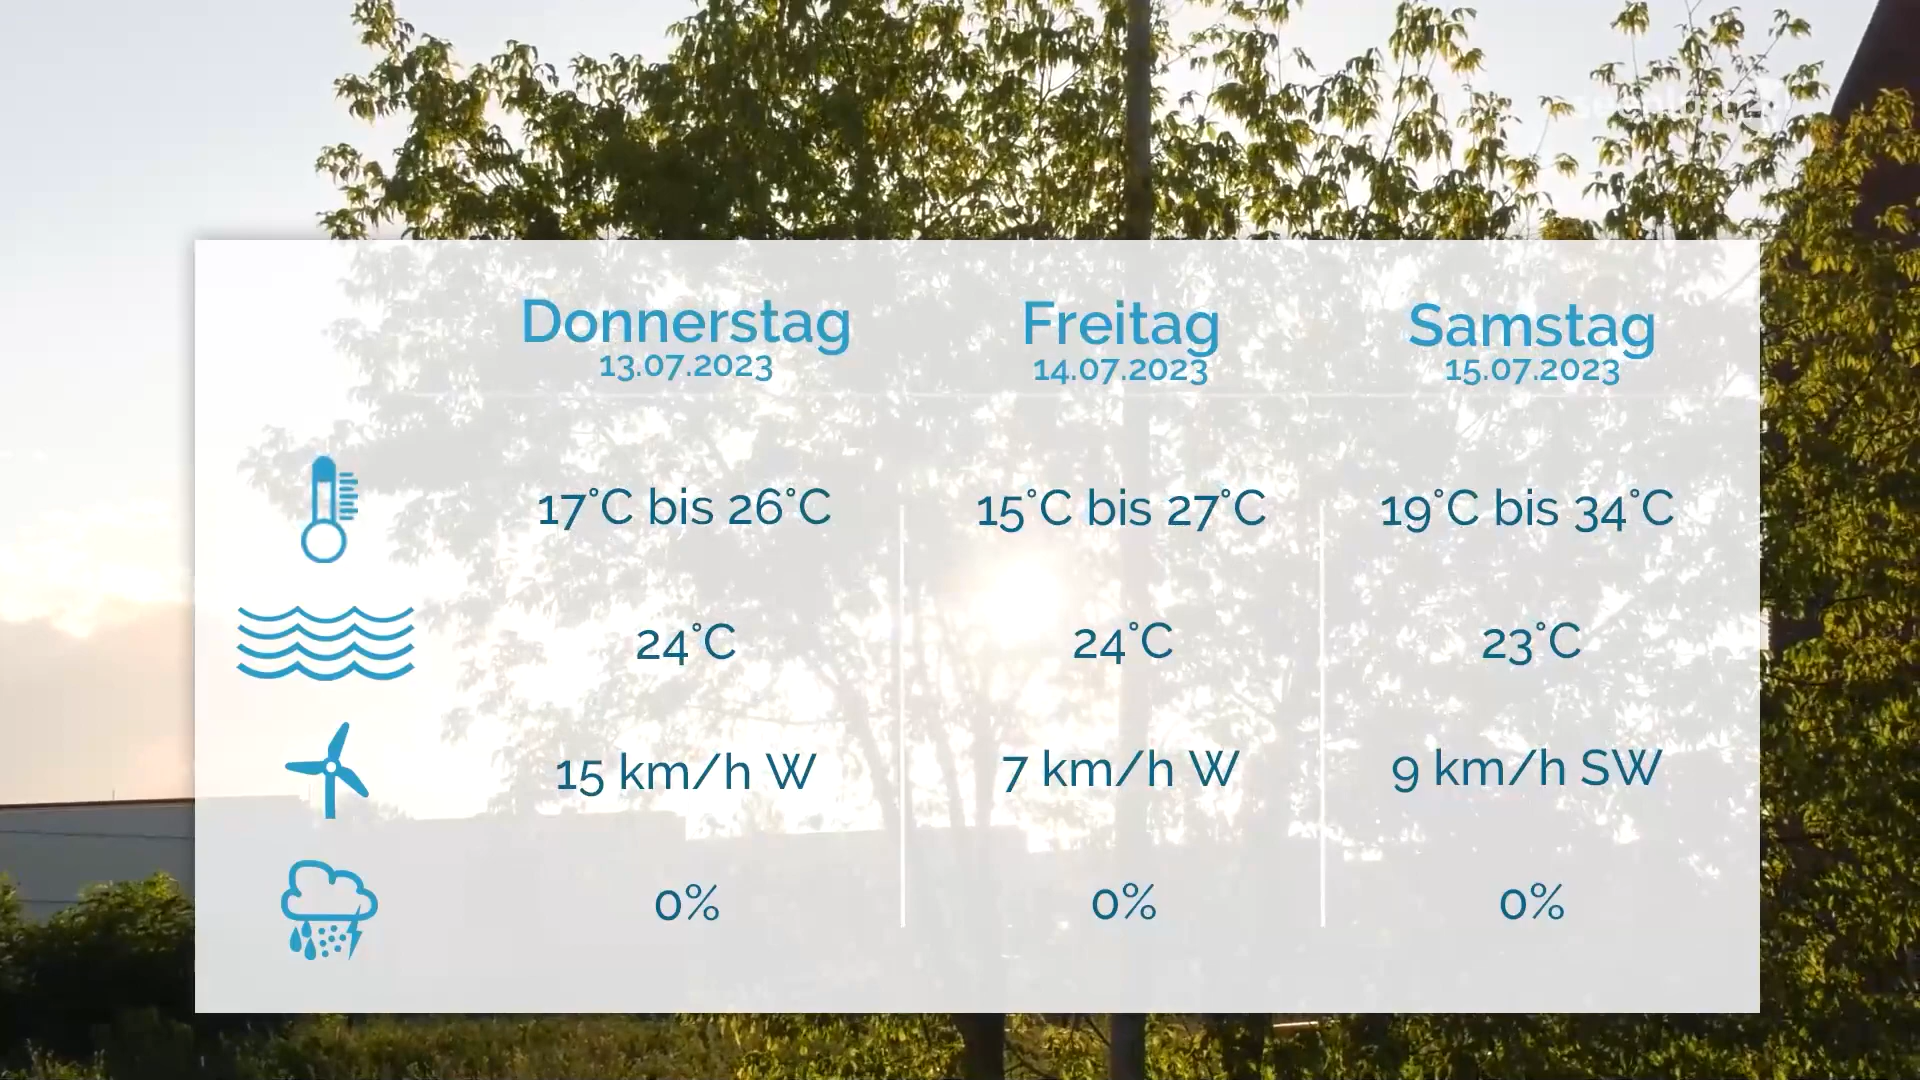 seenluft24
Donnerstag Freitag Samstag
13.07.2023 14.07.2023 15.07.2023
17°C bis 26°C 15°C bis 27°C 19°C bis 34°C
24°C 24°C 23°C
15 km/h W 7 km/h W 9 km/h SW
0% 0% 0%